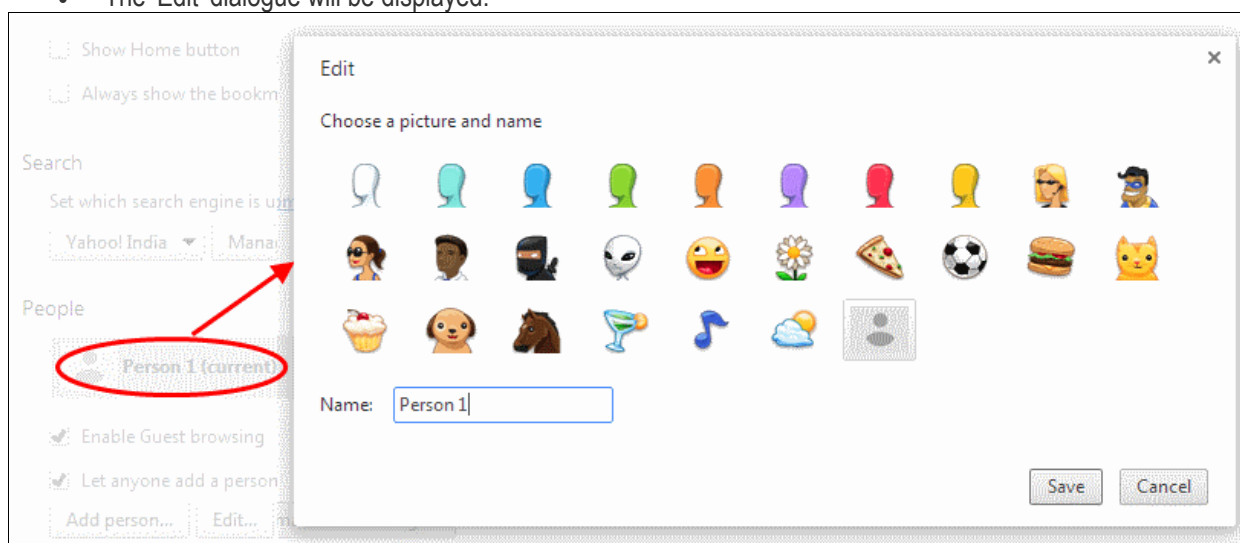 • The 'Edit' dialogue will be displayed.
Show Home button
Always show the bookm
Search
Set which search engine is
Yahoo! India
People
Person 1 (current)
Enable Guest browsing
Let anyone add a person
Add person... Edit...
Edit
Choose a picture and name
Name: Person 1
Save Cancel